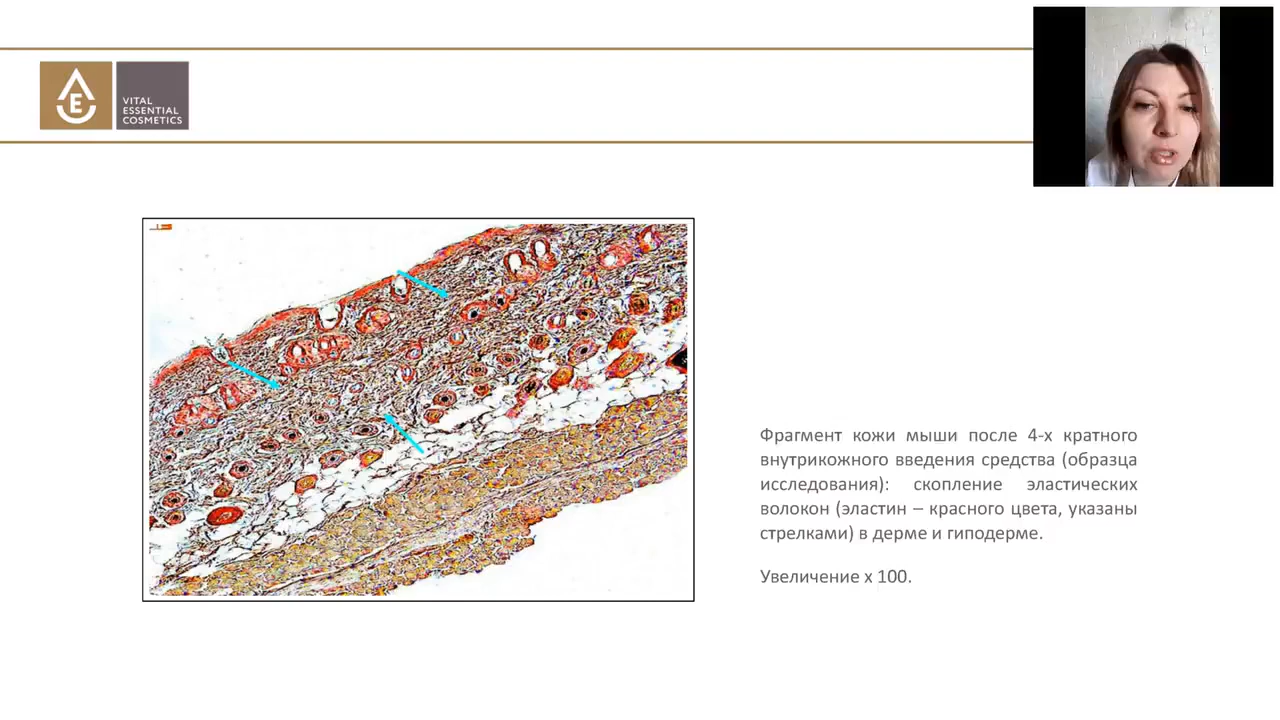 E
VITAL
ESSENTIAL
COSMETICS
Фрагмент кожи мыши после 4-х кратного
внутрикожного введения средства (образца
исследования): скопление эластических
волокон (эластин – красного цвета, указаны
стрелками) в дерме и гиподерме.
Увеличение х 100.